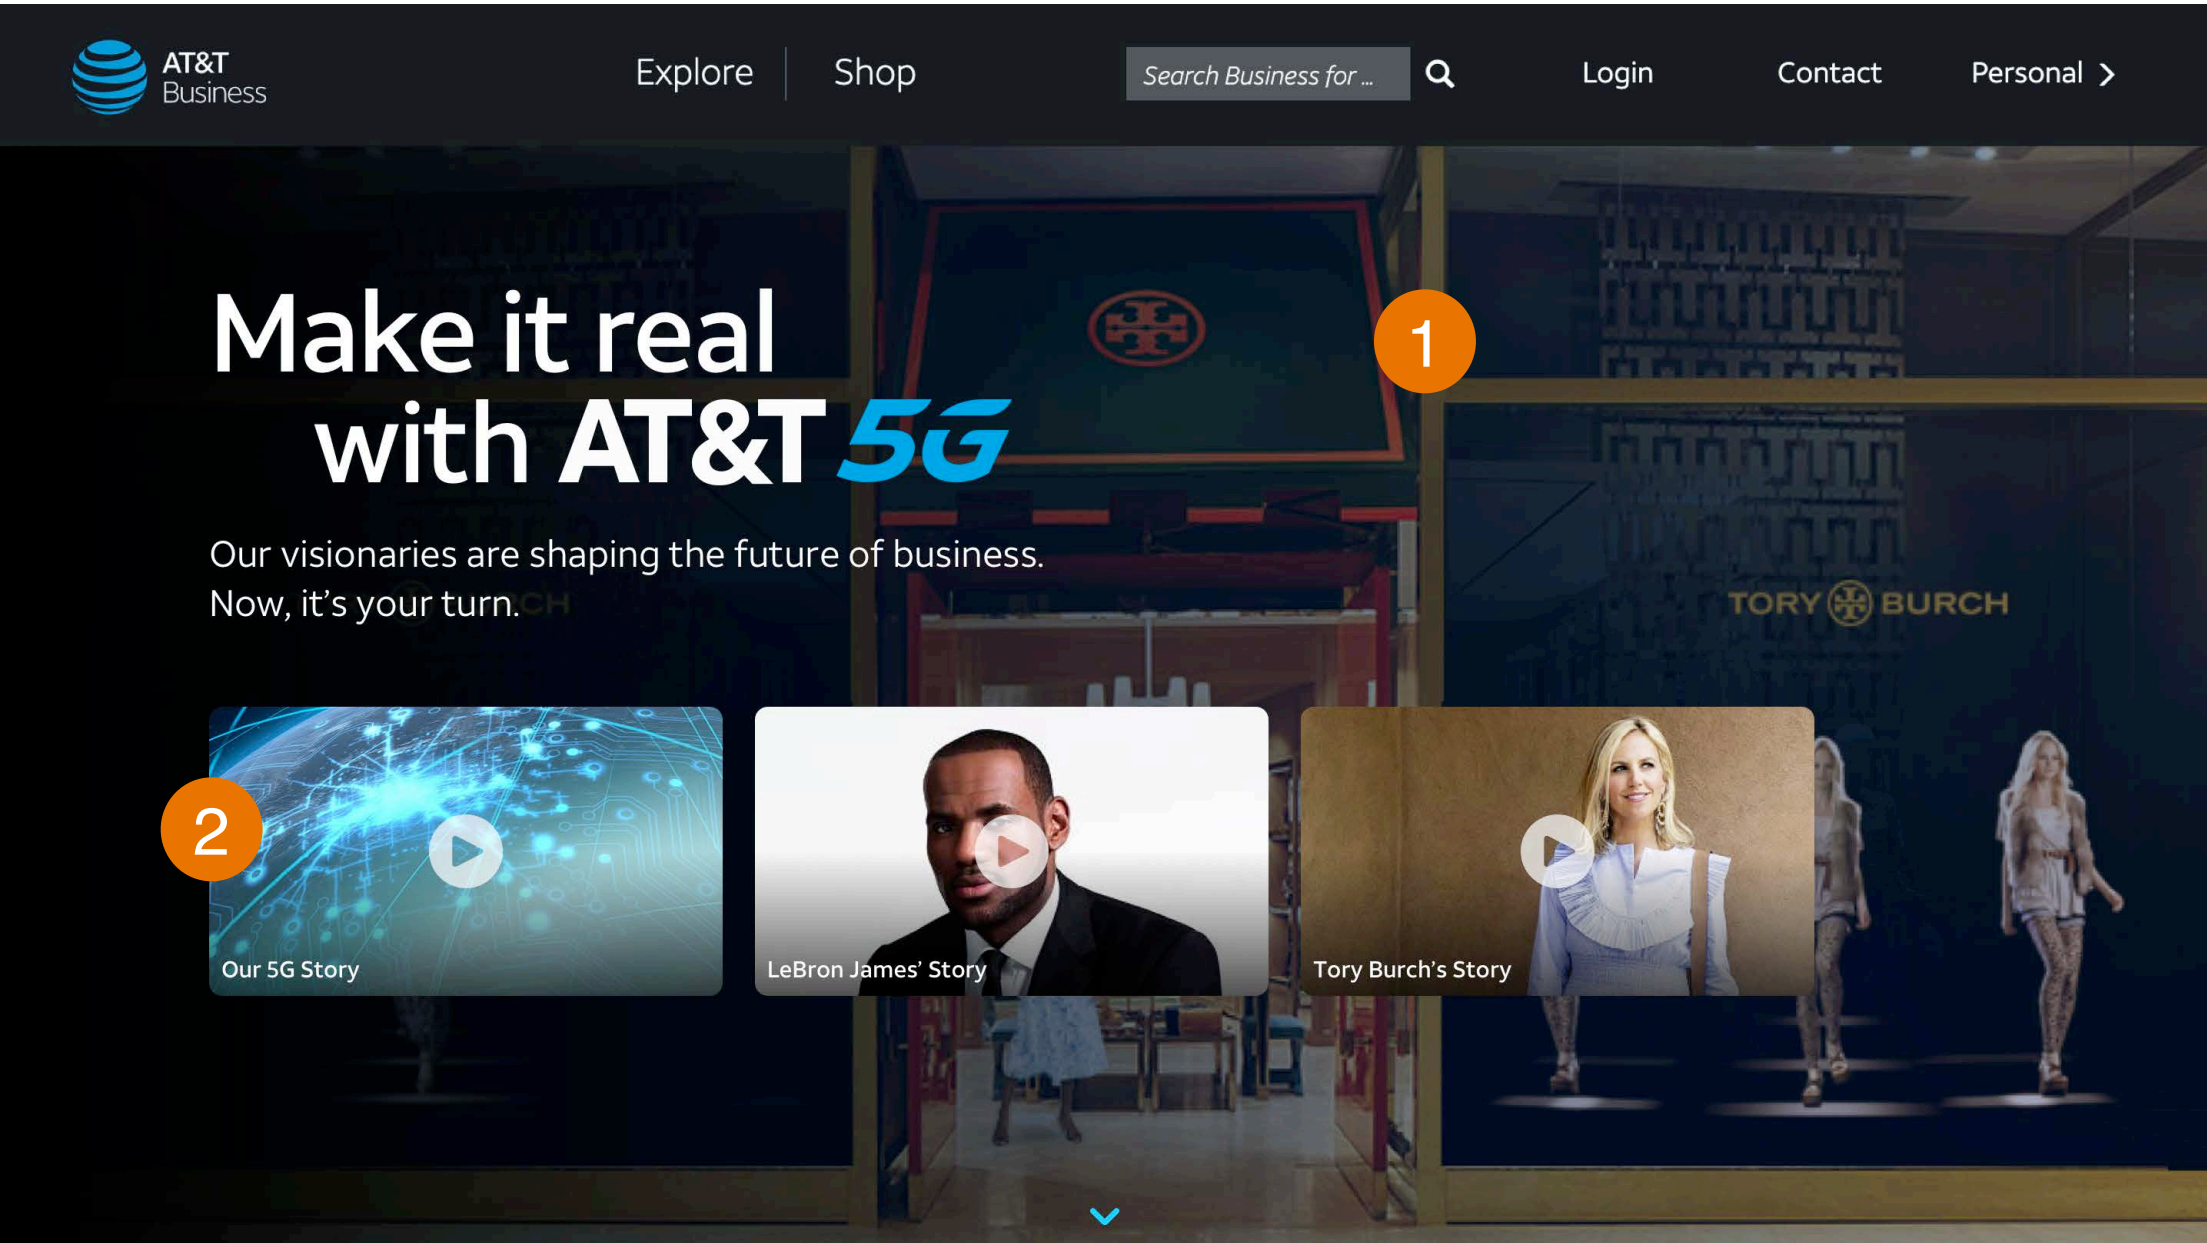 AT&T
Business
Explore
Shop
Search Business for ...
Login
Contact
Personal
Make it real
with AT&T 5G
1
Our visionaries are shaping the future of business.
Now, it's your turn.
TORY BURCH
2
Our 5G Story
LeBron James' Story
Tory Burch's Story